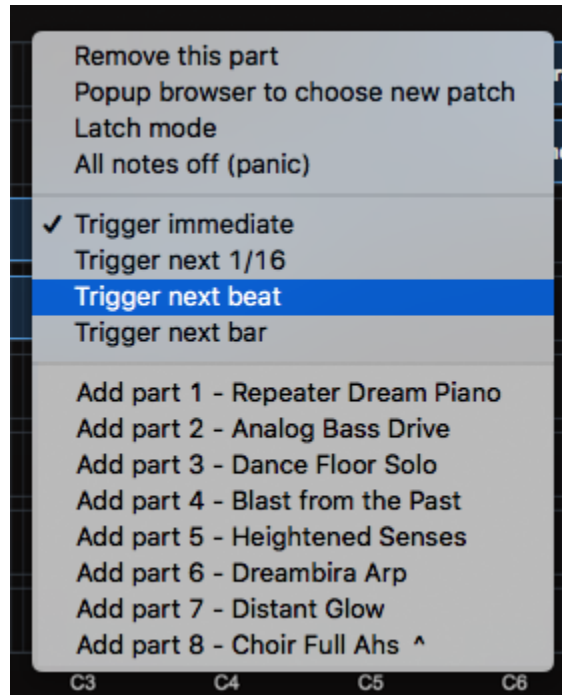 Remove this part
Popup browser to choose new patch
Latch mode
All notes off (panic)
✓ Trigger immediate
Trigger next 1/16
Trigger next beat
Trigger next bar
Add part 1 - Repeater Dream Piano
Add part 2 - Analog Bass Drive
Add part 3 - Dance Floor Solo
Add part 4 - Blast from the Past
Add part 5 - Heightened Senses
Add part 6 - Dreambira Arp
Add part 7 - Distant Glow
Add part 8 - Choir Full Ahs ^
C3 C4 C5 C6